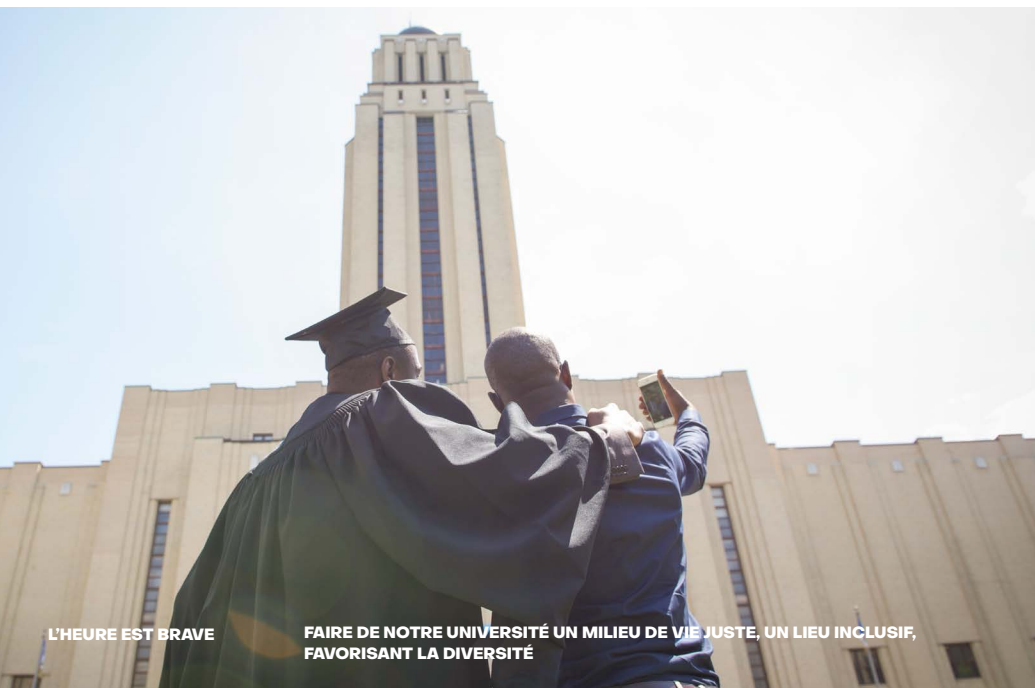 L'HEURE EST BRAVE
FAIRE DE NOTRE UNIVERSITÉ UN MILIEU DE VIE JUSTE, UN LIEU INCLUSIF,
FAVORISANT LA DIVERSITÉ